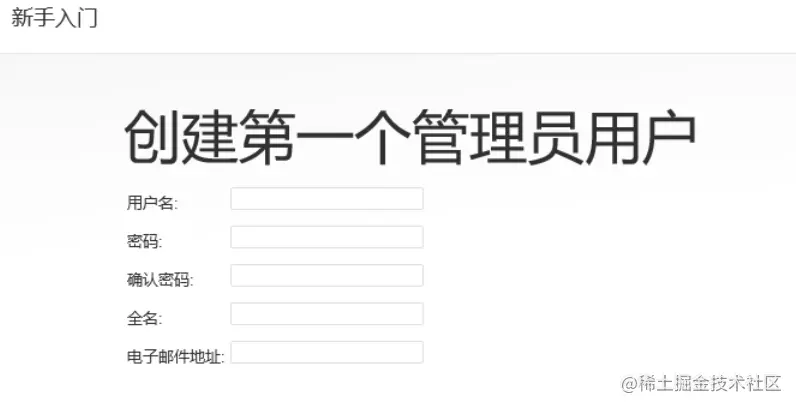 新手入门
创建第一个管理员用户
用户名:
密码:
确认密码:
全名:
电子邮件地址:
@稀土掘金技术社区